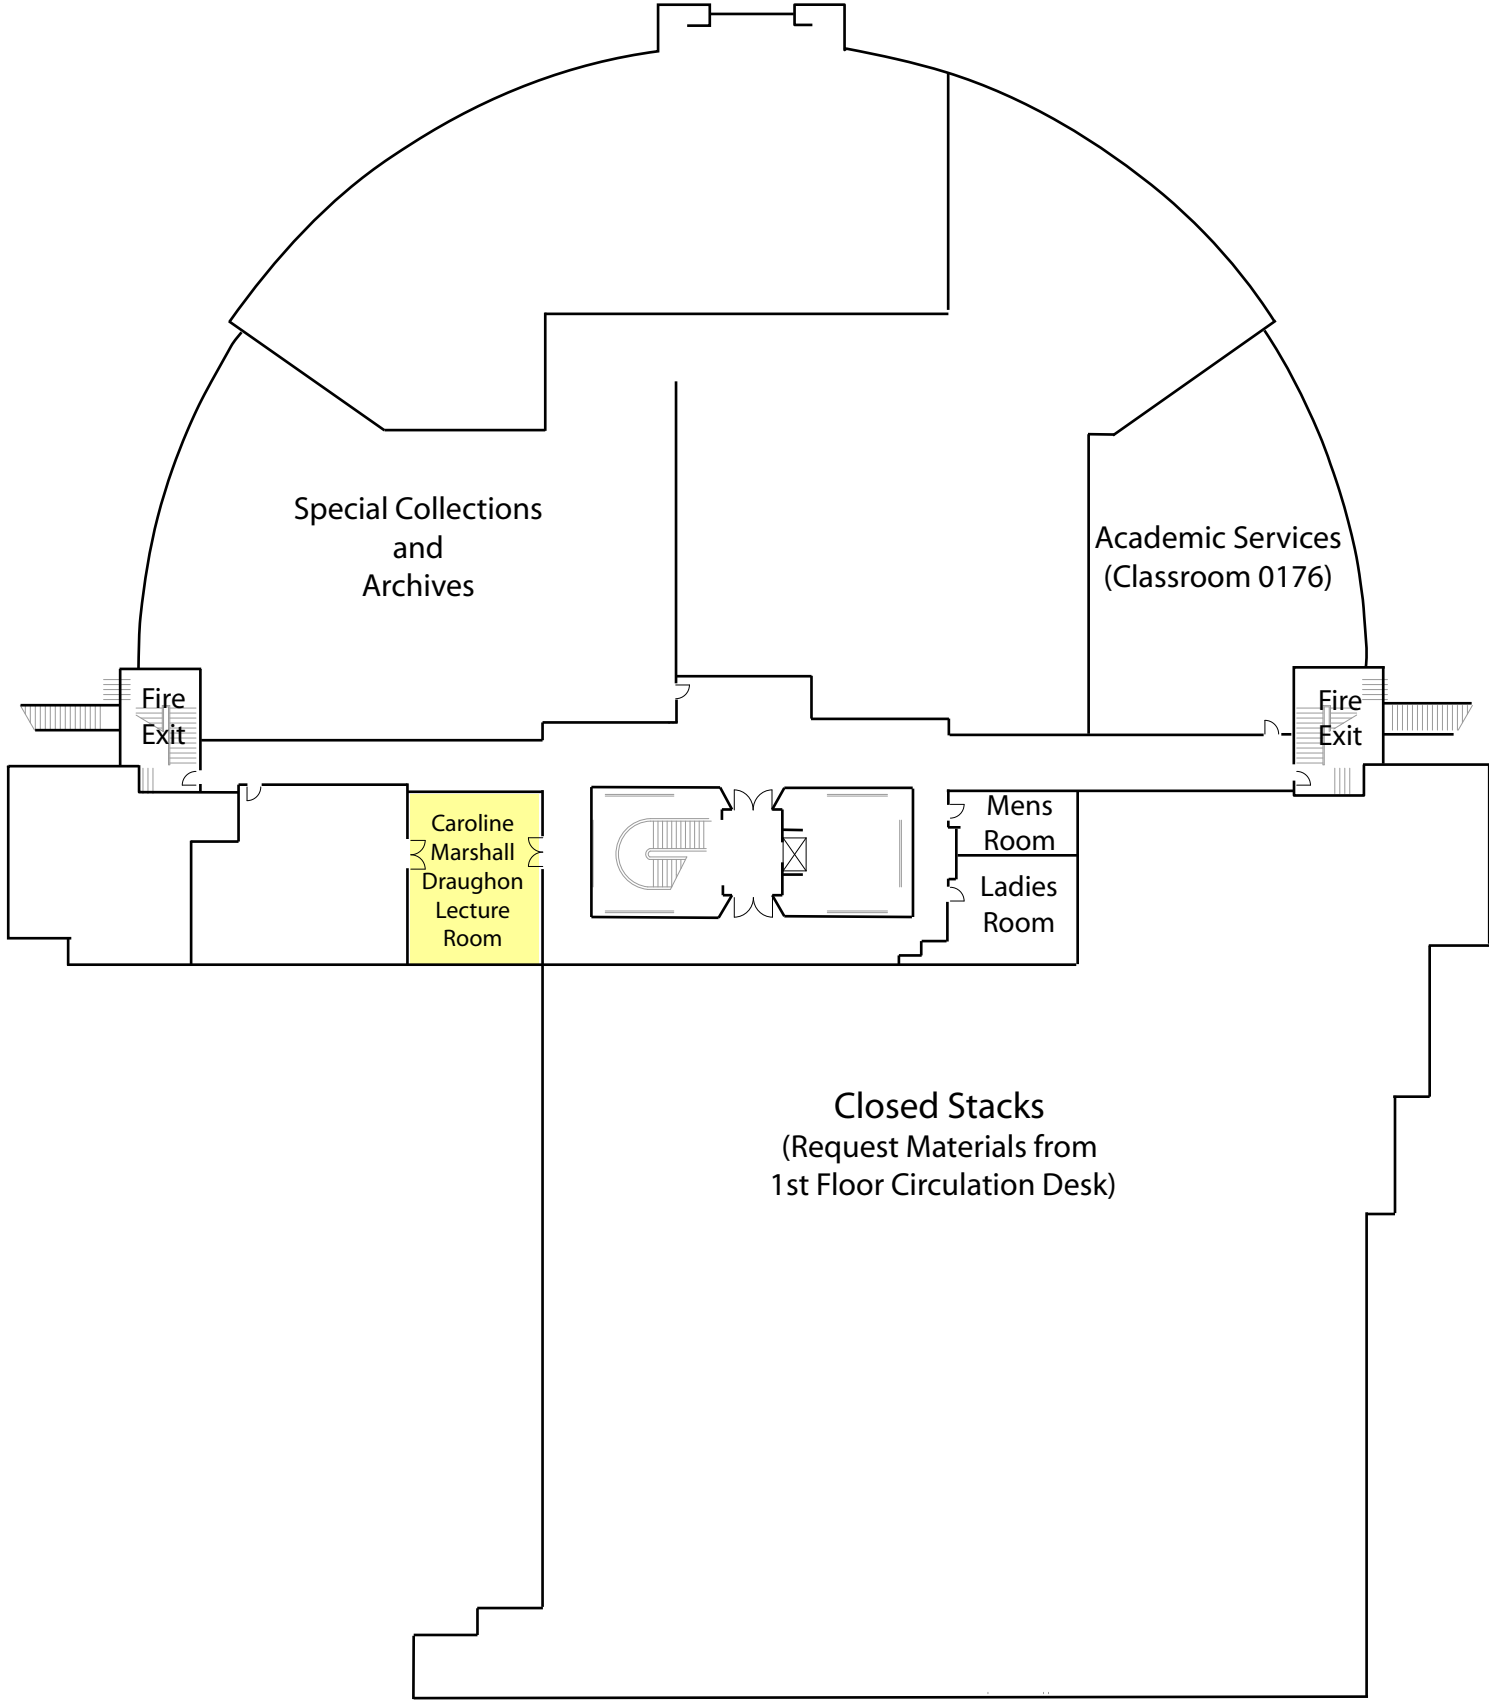 Special Collections
and
Archives
Academic Services
(Classroom 0176)
Fire
Exit
Fire
Exit
Caroline
Marshall
Draughon
Lecture
Room
Mens
Room
Ladies
Room
Closed Stacks
(Request Materials from
1st Floor Circulation Desk)